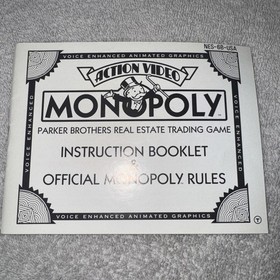 NES-6B-USA
VOICE ENHANCED ANIMATED GRAPHICS
ACTION VIDEO
MONOPOLY
PARKER BROTHERS REAL ESTATE TRADING GAME
INSTRUCTION BOOKLET
&
OFFICIAL MONOPOLY RULES
VOICE ENHANCED
VOICE ENHANCED
VOICE ENHANCED ANIMATED GRAPHICS